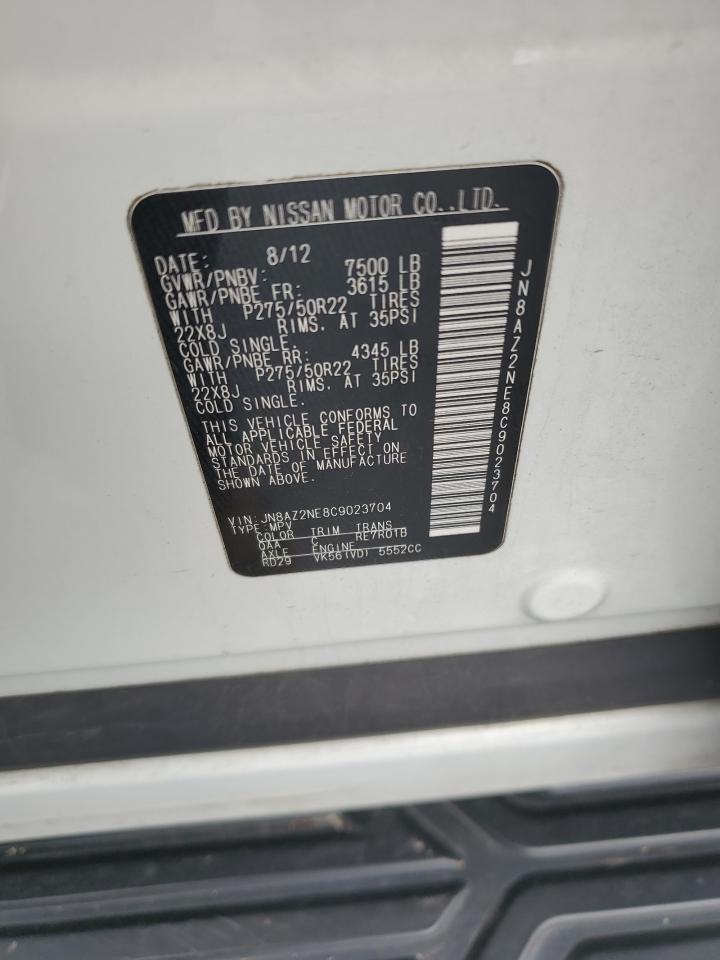 MFD BY NISSAN MOTOR CO.,LTD.
DATE: 8/12
GVWR/PNBV: 7500 LB
GAWR/PNBE FR: 3615 LB
WITH P275/50R22 TIRES
22X8J RIMS. AT 35PSI
COLD SINGLE.
GAWR/PNBE RR: 4345 LB
WITH P275/50R22 TIRES
22X8J RIMS. AT 35PSI
COLD SINGLE.
THIS VEHICLE CONFORMS TO
ALL APPLICABLE FEDERAL
MOTOR VEHICLE SAFETY
STANDARDS IN EFFECT ON
THE DATE OF MANUFACTURE
SHOWN ABOVE.
VIN: JN8AZ2NE8C9023704
TYPE: MPV
COLOR TRIM TRANS
QAA C RE7R01B
AXLE ENGINE
RD29 VK56(VD) 5552CC
JN8AZ2NE8C9023704